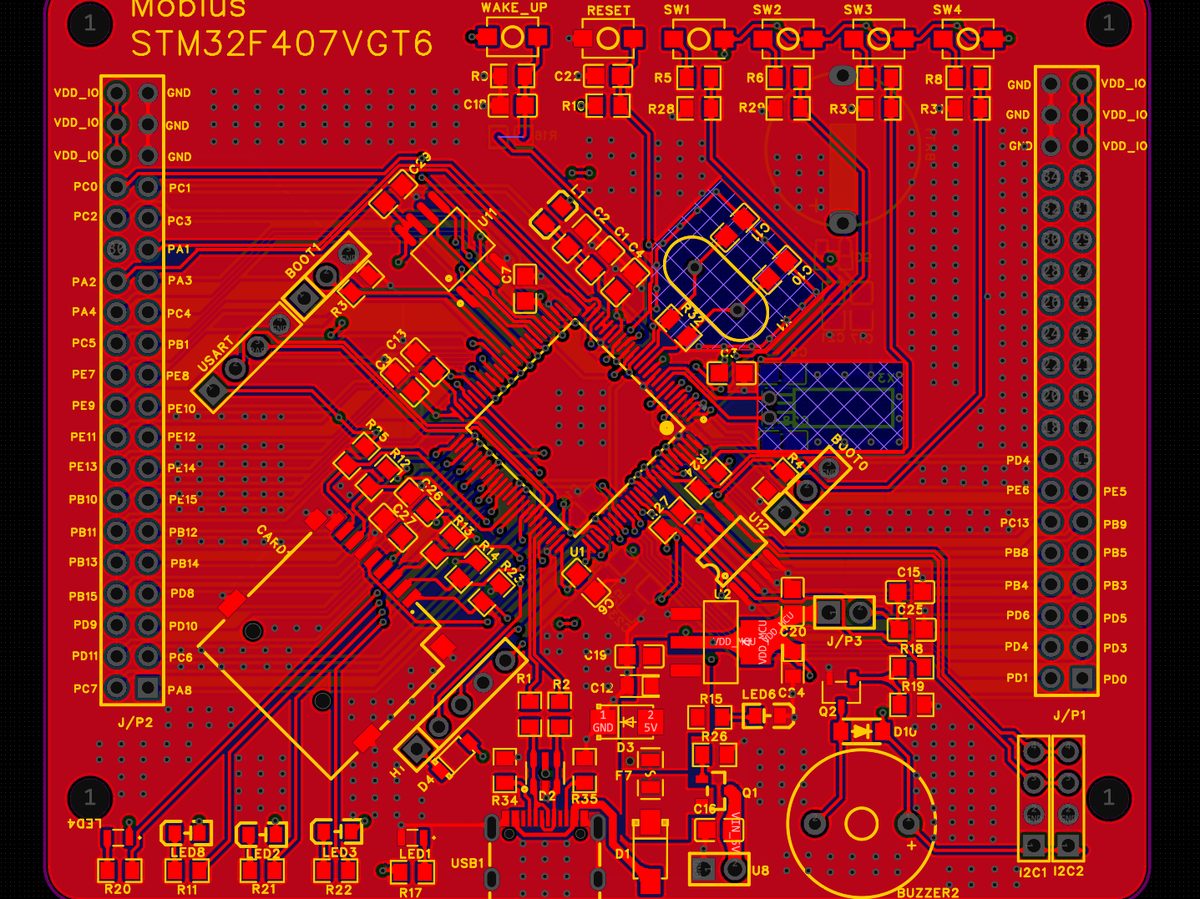 Mobius
STM32F407VGT6
WAKE_UP
RESET
SW1
SW2
SW3
SW4
1
1
C22
R5
R6
R8
C18
R28
R29
VDD_IO
GND
VDD_IO
GND
VDD_IO
GND
PC0
PC1
PC2
PC3
PA1
PA2
PA3
PA4
PC4
PC5
PB1
PE7
PE8
PE9
PE10
PE11
PE12
PE13
PE14
PB10
PE15
PB11
PB12
PB13
PB14
PB15
PD8
PD9
PD10
PD11
PC6
PC7
PA8
J/P2
GND
VDD_IO
GND
VDD_IO
GND
VDD_IO
PD4
PE6
PE5
PC13
PB9
PB8
PB5
PB4
PB3
PD6
PD5
PD4
PD3
PD1
PD0
J/P1
C29
U11
L1
C2
C1
C4
C7
BOOT1
R3
USART
C13
R32
C10
R25
R12
C26
C27
R13
R14
R23
CARD1
U1
R24
R4
BOOT0
U12
U2
VDD_MCU
C20
C15
C25
J/P3
R18
R19
C19
C12
R1
R2
1
GND
2
5V
D3
R15
LED6
R26
Q2
D10
F7
H1
D4
R34
D2
R35
Q1
C16
VIN_5V
U8
D1
USB1
BUZZER2
+
I2C1
I2C2
1
1
LED4
LED8
LED2
LED3
LED1
R20
R11
R21
R22
R17